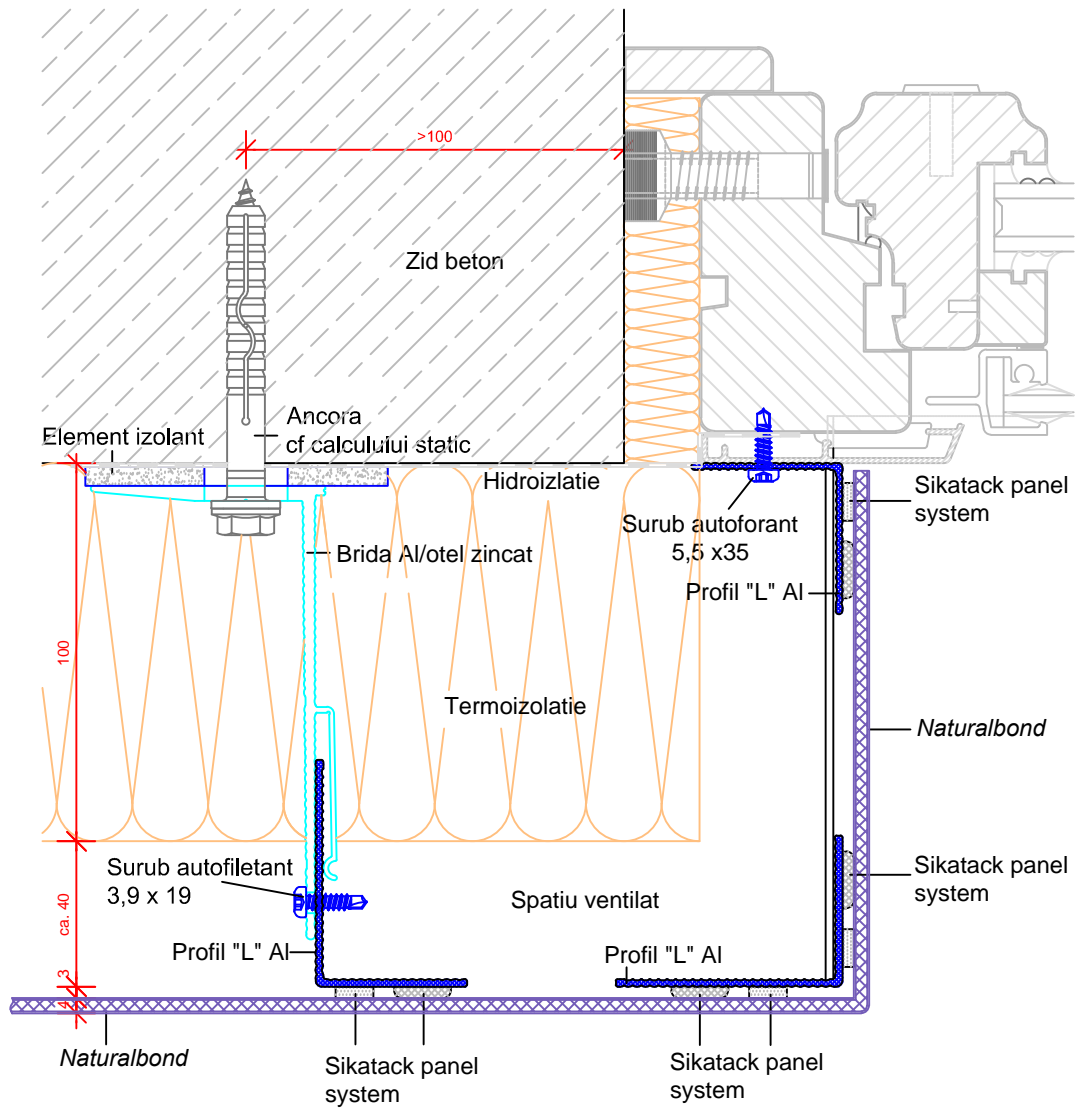 >100
Zid beton
Ancora
cf calculuiui static
Element izolant
Hidroizlatie
Sikatack panel
system
Surub autoforant
5,5 x35
Brida Al/otel zincat
Profil "L" Al
100
Termoizolatie
Naturalbond
Surub autofiletant
3,9 x 19
Sikatack panel
system
Spatiu ventilat
ca. 40
Profil "L" Al
Profil "L" Al
3
4
Naturalbond
Sikatack panel
system
Sikatack panel
system